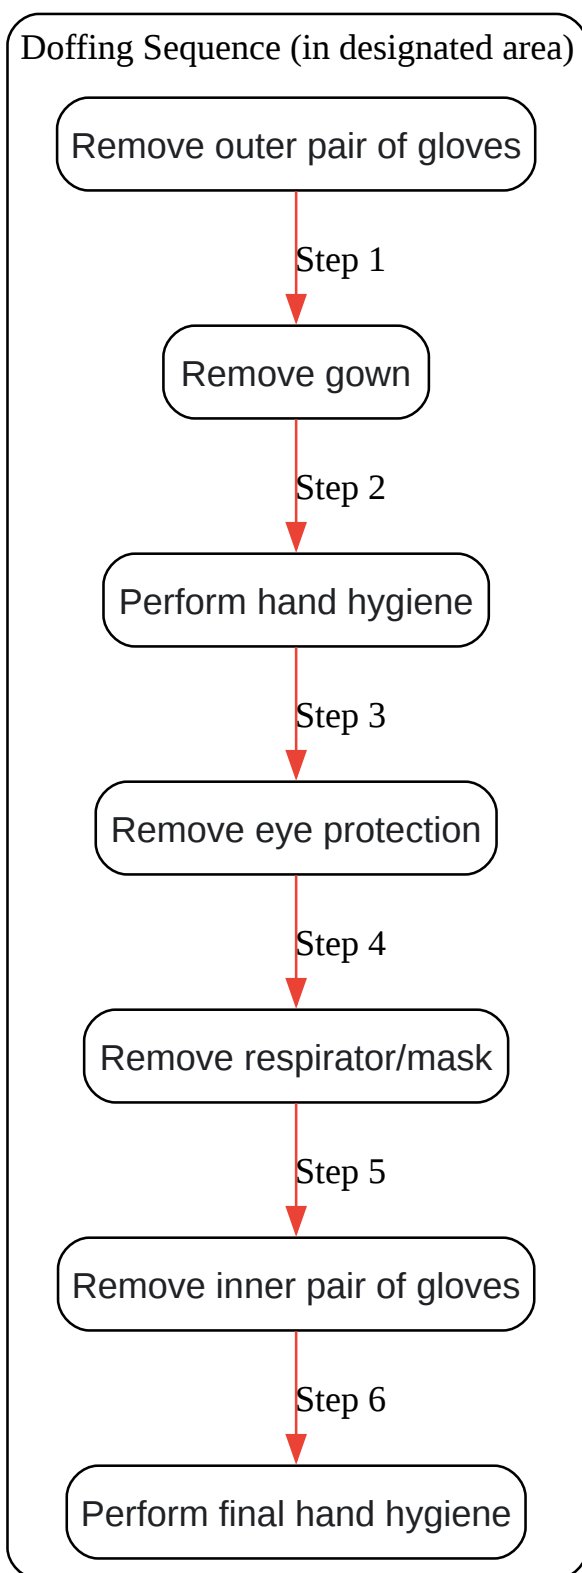 Doffing Sequence (in designated area)
Remove outer pair of gloves
Step 1
Remove gown
Step 2
Perform hand hygiene
Step 3
Remove eye protection
Step 4
Remove respirator/mask
Step 5
Remove inner pair of gloves
Step 6
Perform final hand hygiene